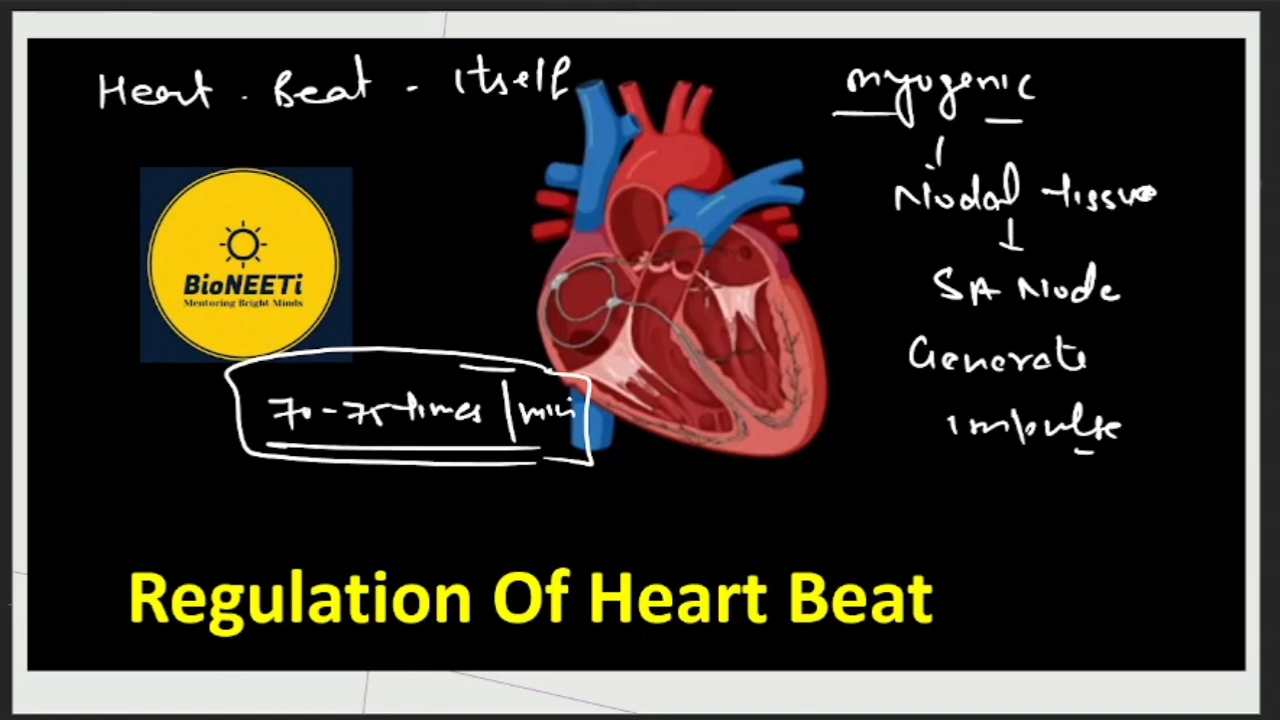 Heart . Beat - itself
myogenic
Nodal tissue
SA Node
Generate
impulse
BioNEETi
Mentoring Bright Minds
70-75 times / min
Regulation Of Heart Beat